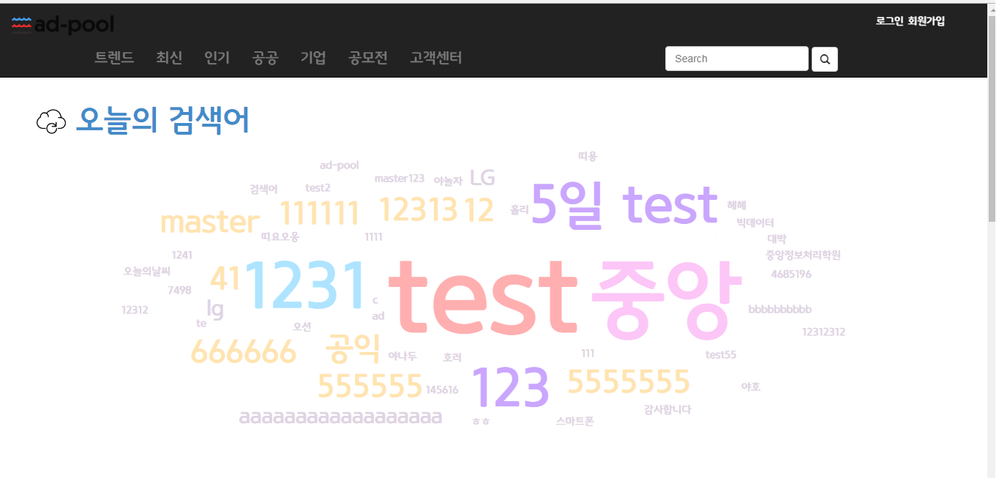 ad-pool
로그인 회원가입
트렌드 최신 인기 공공 기업 공모전 고객센터 Search
오늘의 검색어
띠용
ad-pool
master123 야놀자 LG
검색어 test2
5일 test
헤헤
master 111111 12313 12 홀리
빅데이터
띠요오옹 1111
대박
1241
중앙정보처리학원
오늘의날씨
4685196
41 1231 test 중앙
7498
c
12312 lg
bbbbbbbbbb
ad
te
오션
12312312
666666 공익 야나두 호러
111
test55
555555 145616 123 5555555
야호
감사합니다
aaaaaaaaaaaaaaaaaa ㅎㅎ 스마트폰